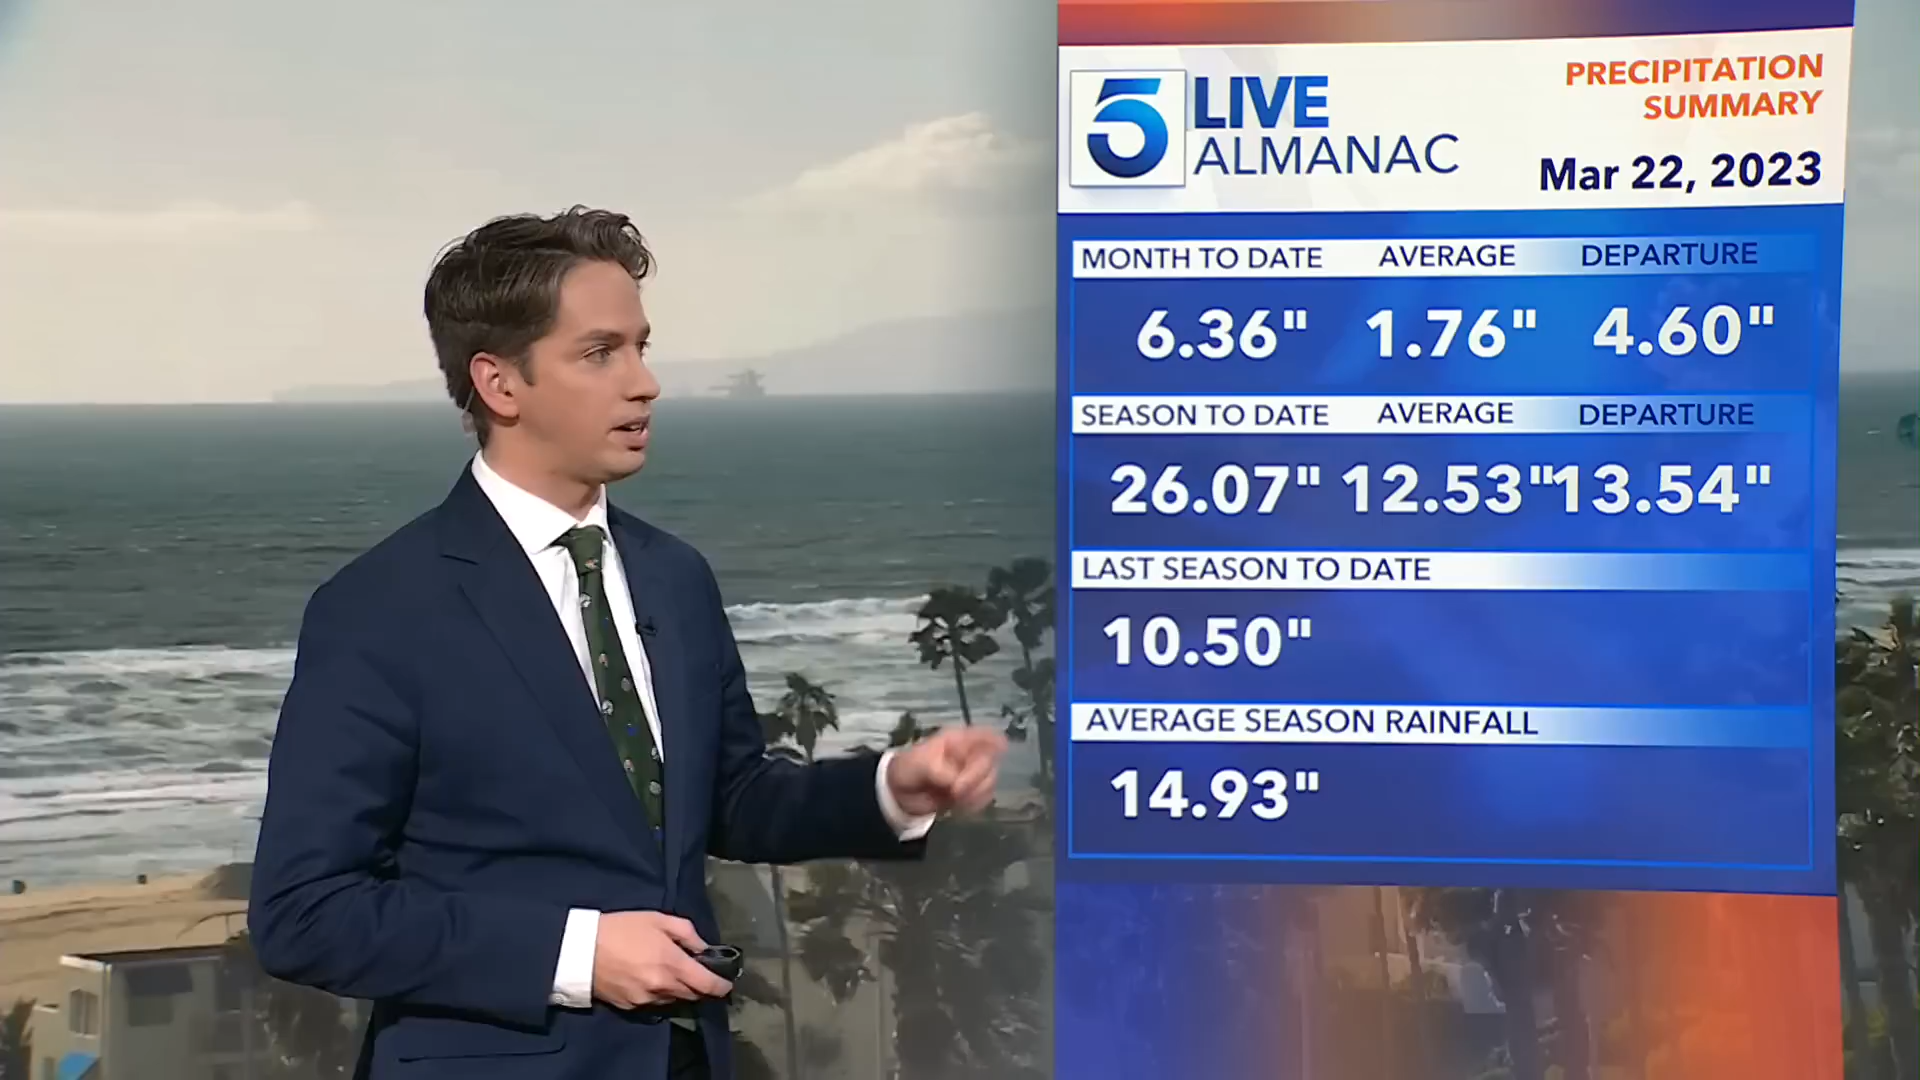 5 LIVE
ALMANAC
PRECIPITATION
SUMMARY
Mar 22, 2023
MONTH TO DATE AVERAGE DEPARTURE
6.36" 1.76" 4.60"
SEASON TO DATE AVERAGE DEPARTURE
26.07" 12.53" 13.54"
LAST SEASON TO DATE
10.50"
AVERAGE SEASON RAINFALL
14.93"